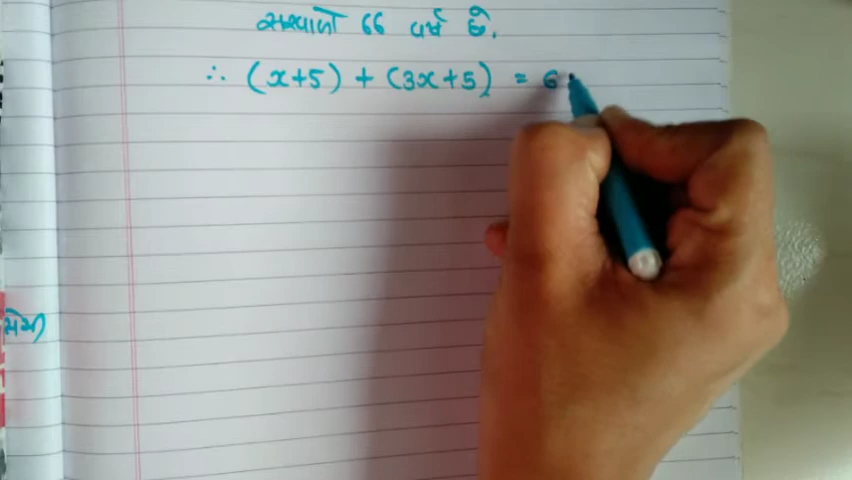 સરવાળો 66 વર્ષ છે.
∴ (x+5) + (3x+5) = 6